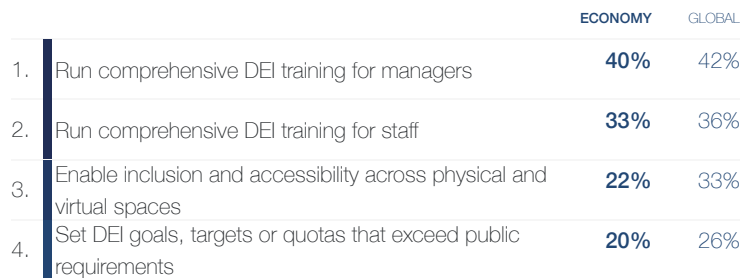 ECONOMY GLOBAL
1. Run comprehensive DEI training for managers 40% 42%
2. Run comprehensive DEI training for staff 33% 36%
3. Enable inclusion and accessibility across physical and
virtual spaces 22% 33%
4. Set DEI goals, targets or quotas that exceed public
requirements 20% 26%